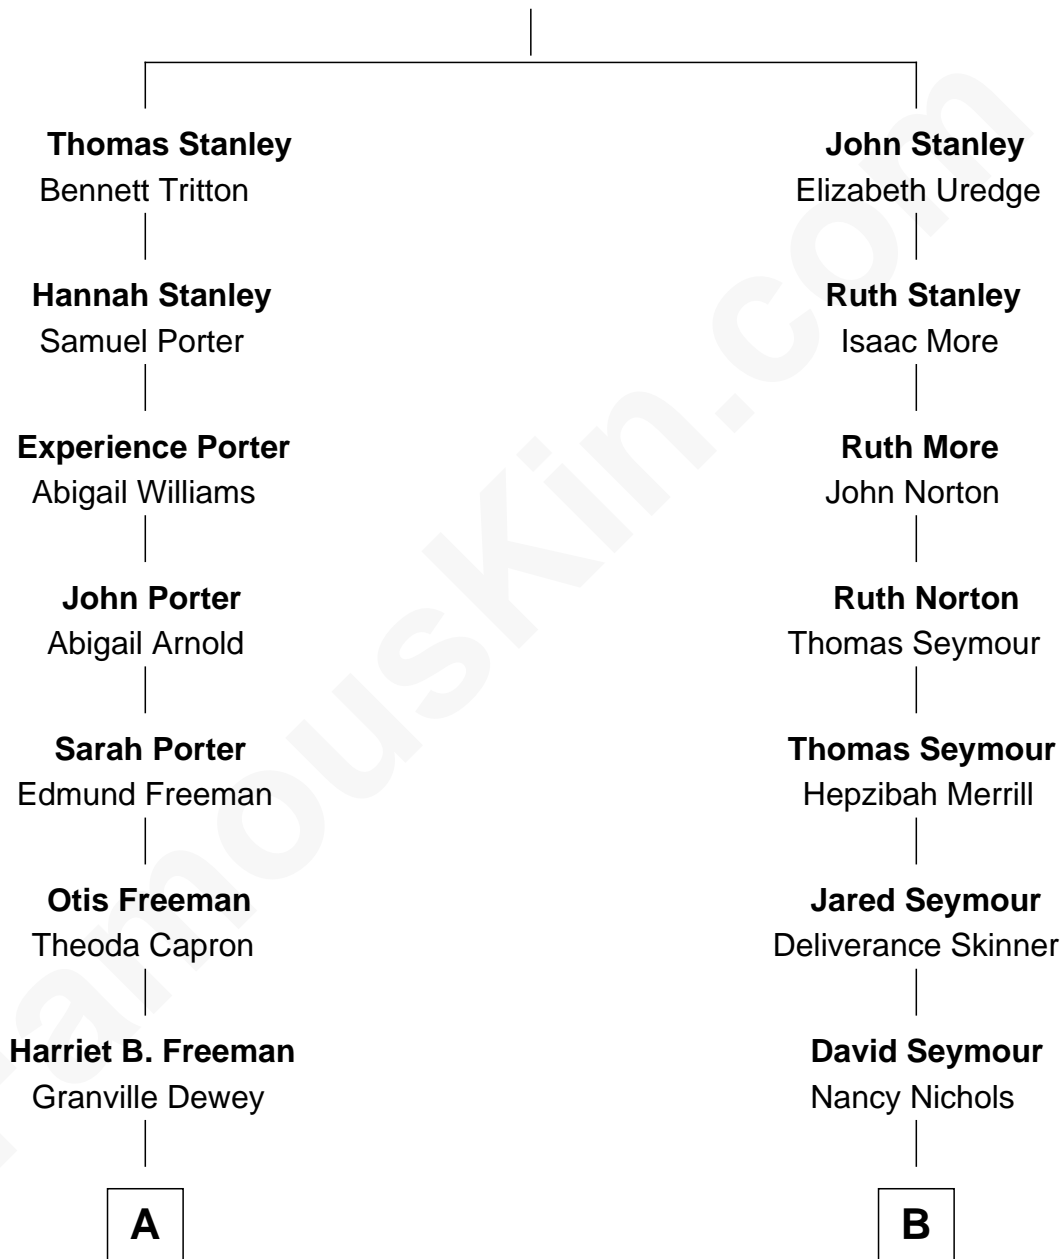 Thomas Stanley
Bennett Tritton
Hannah Stanley
Samuel Porter
Experience Porter
Abigail Williams
John Porter
Abigail Arnold
Sarah Porter
Edmund Freeman
Otis Freeman
Theoda Capron
Harriet B. Freeman
Granville Dewey
A
John Stanley
Elizabeth Uredge
Ruth Stanley
Isaac More
Ruth More
John Norton
Ruth Norton
Thomas Seymour
Thomas Seymour
Hepzibah Merrill
Jared Seymour
Deliverance Skinner
David Seymour
Nancy Nichols
B
FamousKin.com